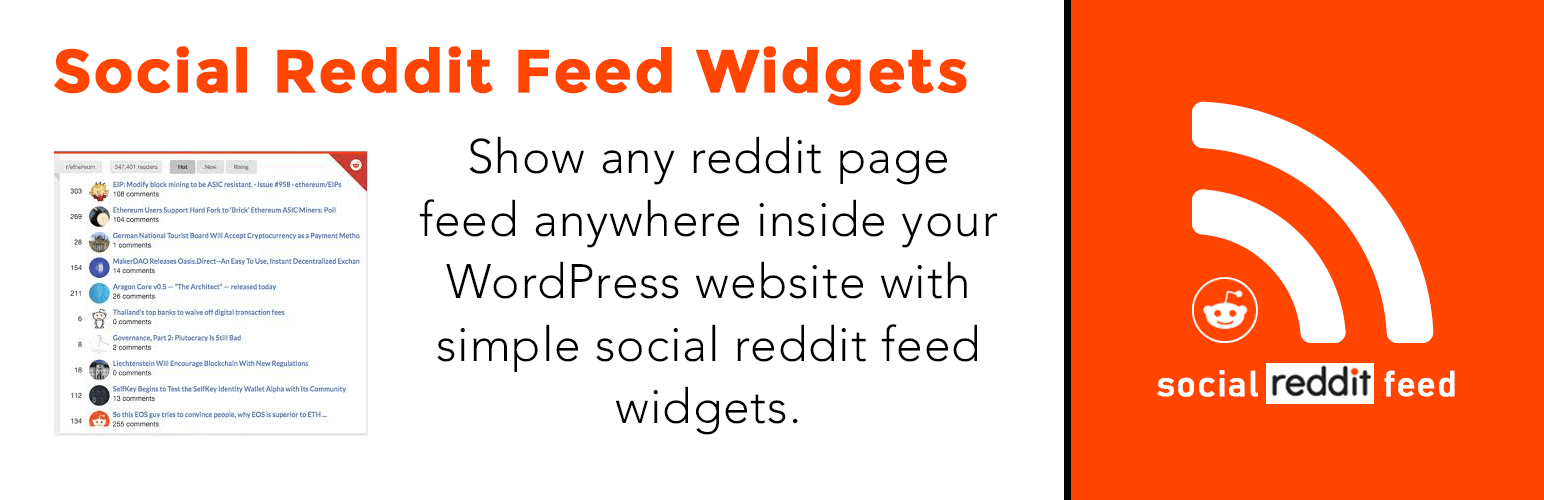 Social Reddit Feed Widgets
Show any reddit page
feed anywhere inside your
WordPress website with
simple social reddit feed
widgets.
r/ethereum 347,401 readers Hot New Rising
303 EIP: Modify block mining to be ASIC resistant. · Issue #958 · ethereum/EIPs
108 comments
269 Ethereum Users Support Hard Fork to 'Brick' Ethereum ASIC Miners: Poll
104 comments
28 German National Tourist Board Will Accept Cryptocurrency as a Payment Metho
1 comments
154 MakerDAO Releases Oasis.Direct--An Easy To Use, Instant Decentralized Exchan
14 comments
211 Aragon Core v0.5 — "The Architect" — released today
26 comments
6 Thailand's top banks to waive off digital transaction fees
0 comments
8 Governance, Part 2: Plutocracy Is Still Bad
2 comments
18 Liechtenstein Will Encourage Blockchain With New Regulations
0 comments
112 SelfKey Begins to Test the SelfKey Identity Wallet Alpha with Its Community
13 comments
134 So this EOS guy tries to convince people, why EOS is superior to ETH ...
255 comments
social reddit feed